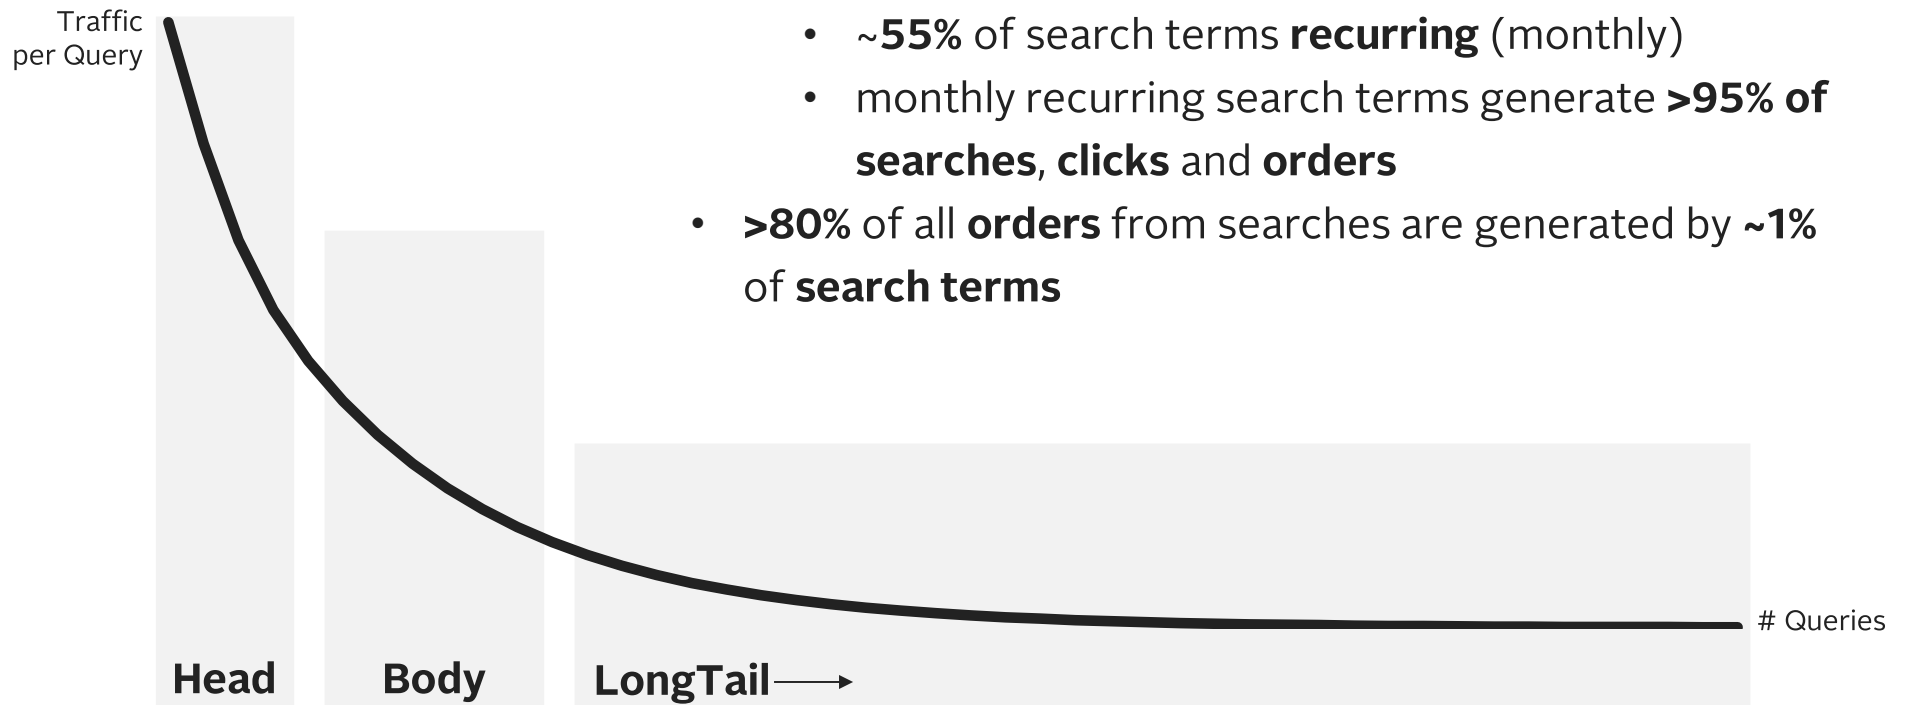 Traffic
per Query
• ~55% of search terms recurring (monthly)
• monthly recurring search terms generate >95% of
searches, clicks and orders
• >80% of all orders from searches are generated by ~1%
of search terms
# Queries
Head
Body
LongTail